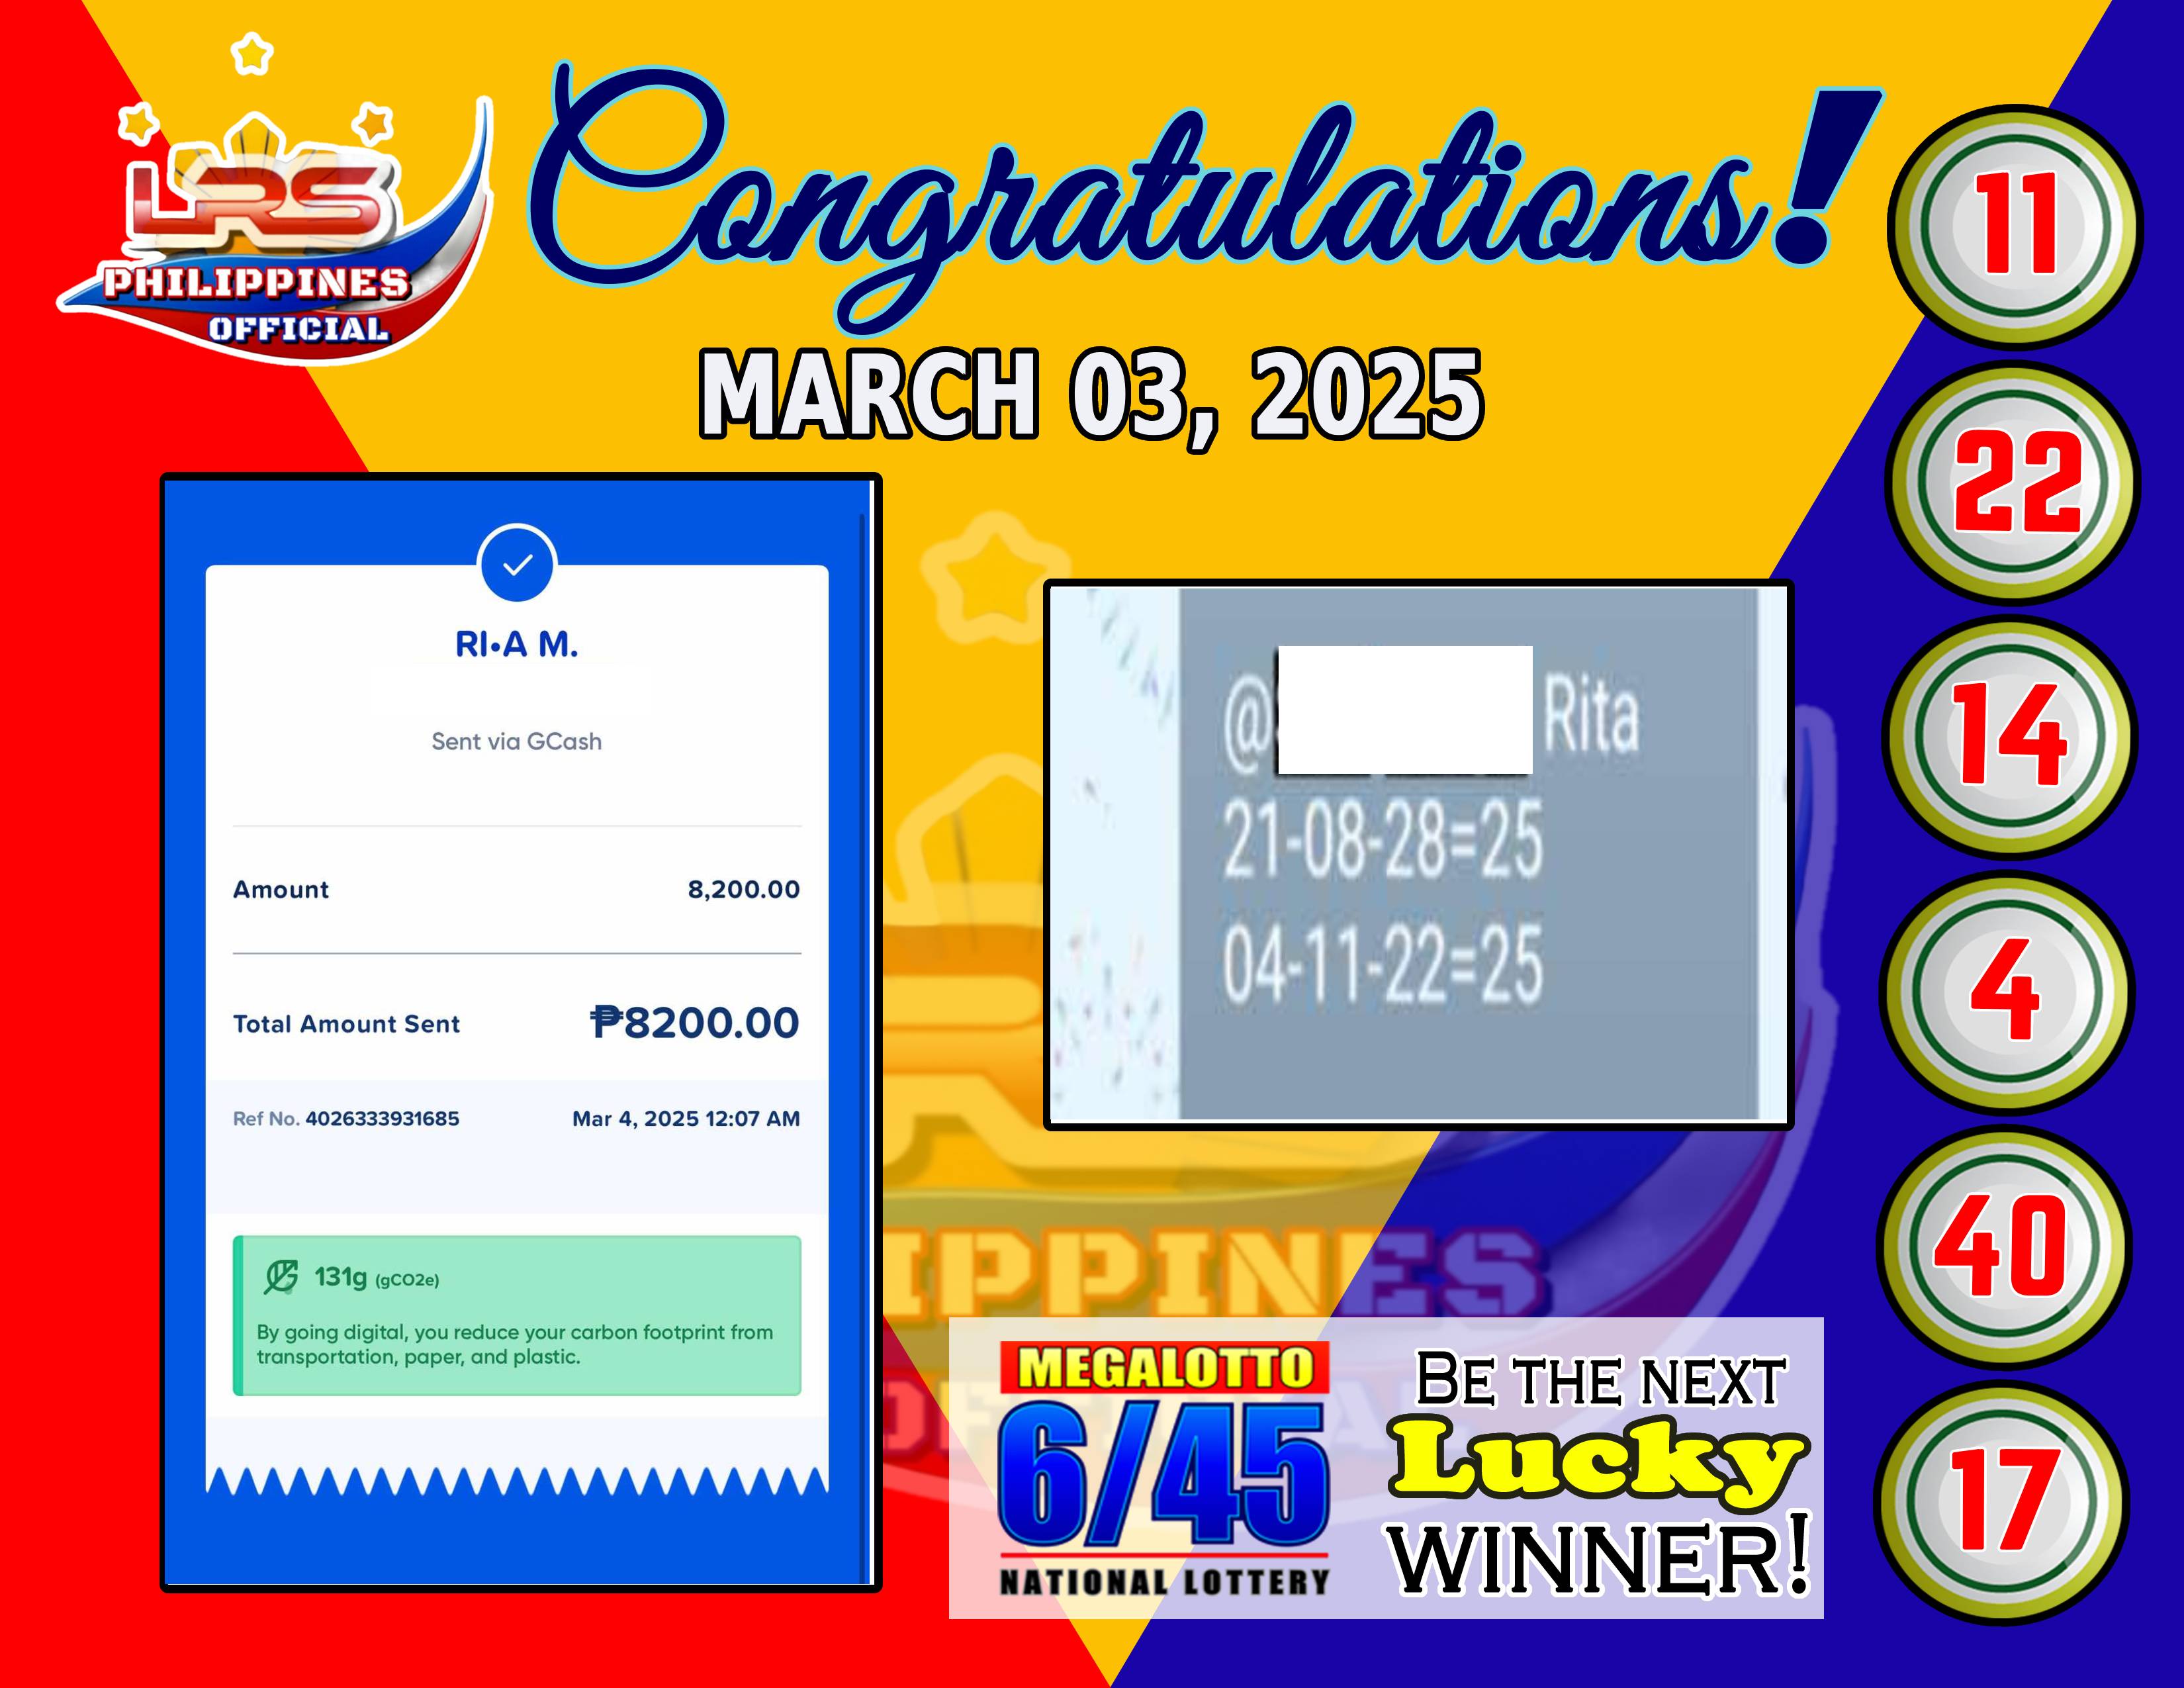 LRS
PHILIPPINES
OFFICIAL
Congratulations!
MARCH 03, 2025
RI•A M.
Sent via GCash
Amount 8,200.00
Total Amount Sent ₱8200.00
Ref No. 4026333931685 Mar 4, 2025 12:07 AM
131g (gCO2e)
By going digital, you reduce your carbon footprint from
transportation, paper, and plastic.
@ Rita
21-08-28=25
04-11-22=25
MEGALOTTO
6/45
NATIONAL LOTTERY
BE THE NEXT
Lucky
WINNER!
11
22
14
4
40
17